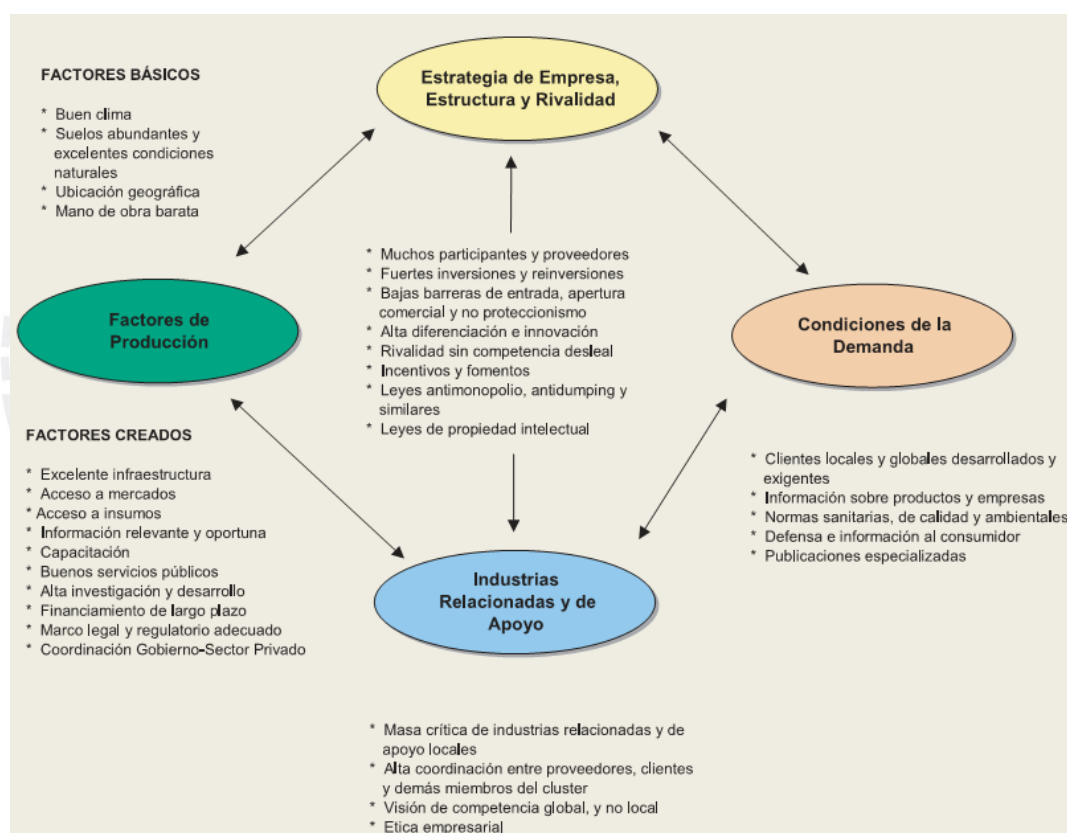 FACTORES BÁSICOS
* Buen clima
* Suelos abundantes y
excelentes condiciones
naturales
* Ubicación geográfica
* Mano de obra barata
Estrategia de Empresa,
Estructura y Rivalidad
Factores de
Producción
* Muchos participantes y proveedores
* Fuertes inversiones y reinversiones
* Bajas barreras de entrada, apertura
comercial y no proteccionismo
* Alta diferenciación e innovación
* Rivalidad sin competencia desleal
* Incentivos y fomentos
* Leyes antimonopolio, antidumping y
similares
* Leyes de propiedad intelectual
Condiciones de la
Demanda
FACTORES CREADOS
* Excelente infraestructura
* Acceso a mercados
* Acceso a insumos
* Información relevante y oportuna
* Capacitación
* Buenos servicios públicos
* Alta investigación y desarrollo
* Financiamiento de largo plazo
* Marco legal y regulatorio adecuado
* Coordinación Gobierno-Sector Privado
Industrias
Relacionadas y de
Apoyo
* Clientes locales y globales desarrollados y
exigentes
* Información sobre productos y empresas
* Normas sanitarias, de calidad y ambientales
* Defensa e información al consumidor
* Publicaciones especializadas
* Masa crítica de industrias relacionadas y de
apoyo locales
* Alta coordinación entre proveedores, clientes
y demás miembros del cluster
* Visión de competencia global, y no local
* Etica empresarial